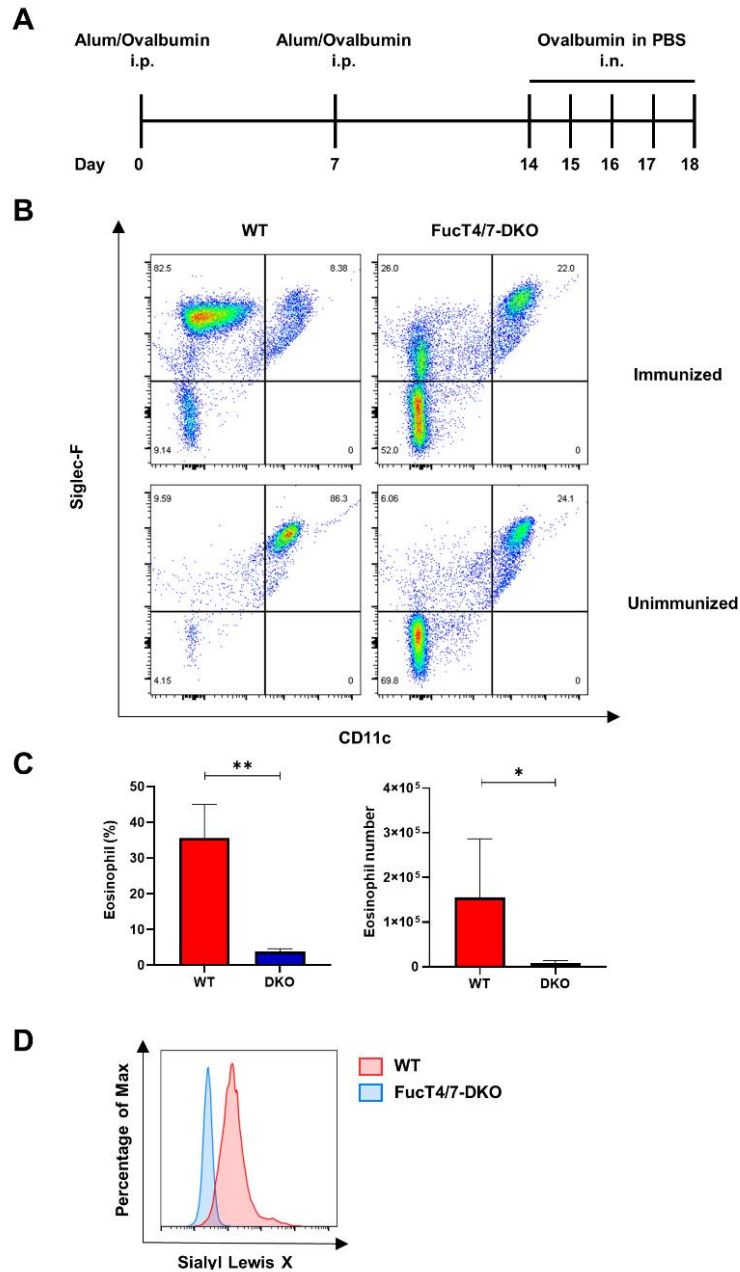 A
Alum/Ovalbumin
i.p.
Alum/Ovalbumin
i.p.
Ovalbumin in PBS
i.n.
Day 0 7 14 15 16 17 18
B
WT FucT4/7-DKO
82.5 8.38 26.0 22.0
Immunized
9.14 0 52.0 0
Siglec-F
9.59 86.3 6.06 24.1
Unimmunized
4.15 0 69.8 0
CD11c
C
** *
50
40
30
20
10
0
Eosinophil (%)
WT DKO
4×10⁵
3×10⁵
2×10⁵
1×10⁵
0
Eosinophil number
WT DKO
D
Percentage of Max
WT
FucT4/7-DKO
Sialyl Lewis X